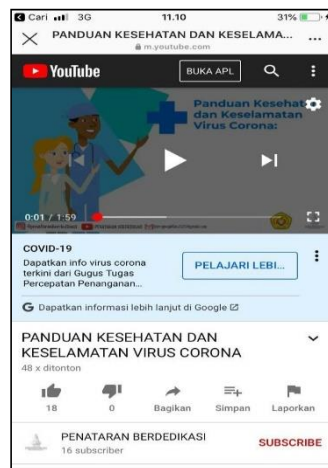 Cari 3G 11.10 31%
PANDUAN KESEHATAN DAN KESELAMA...
m.youtube.com
YouTube BUKA APL
Panduan Kesehat
dan Keselamatan
Virus Corona:
0:01 / 1:59
COVID-19
Dapatkan info virus corona
terkini dari Gugus Tugas
Percepatan Penanganan...
PELAJARI LEBI...
Dapatkan informasi lebih lanjut di Google
PANDUAN KESEHATAN DAN
KESELAMATAN VIRUS CORONA
48 x ditonton
18 0 Bagikan Simpan Laporkan
PENATARAN BERDEDIKASI
16 subscriber
SUBSCRIBE